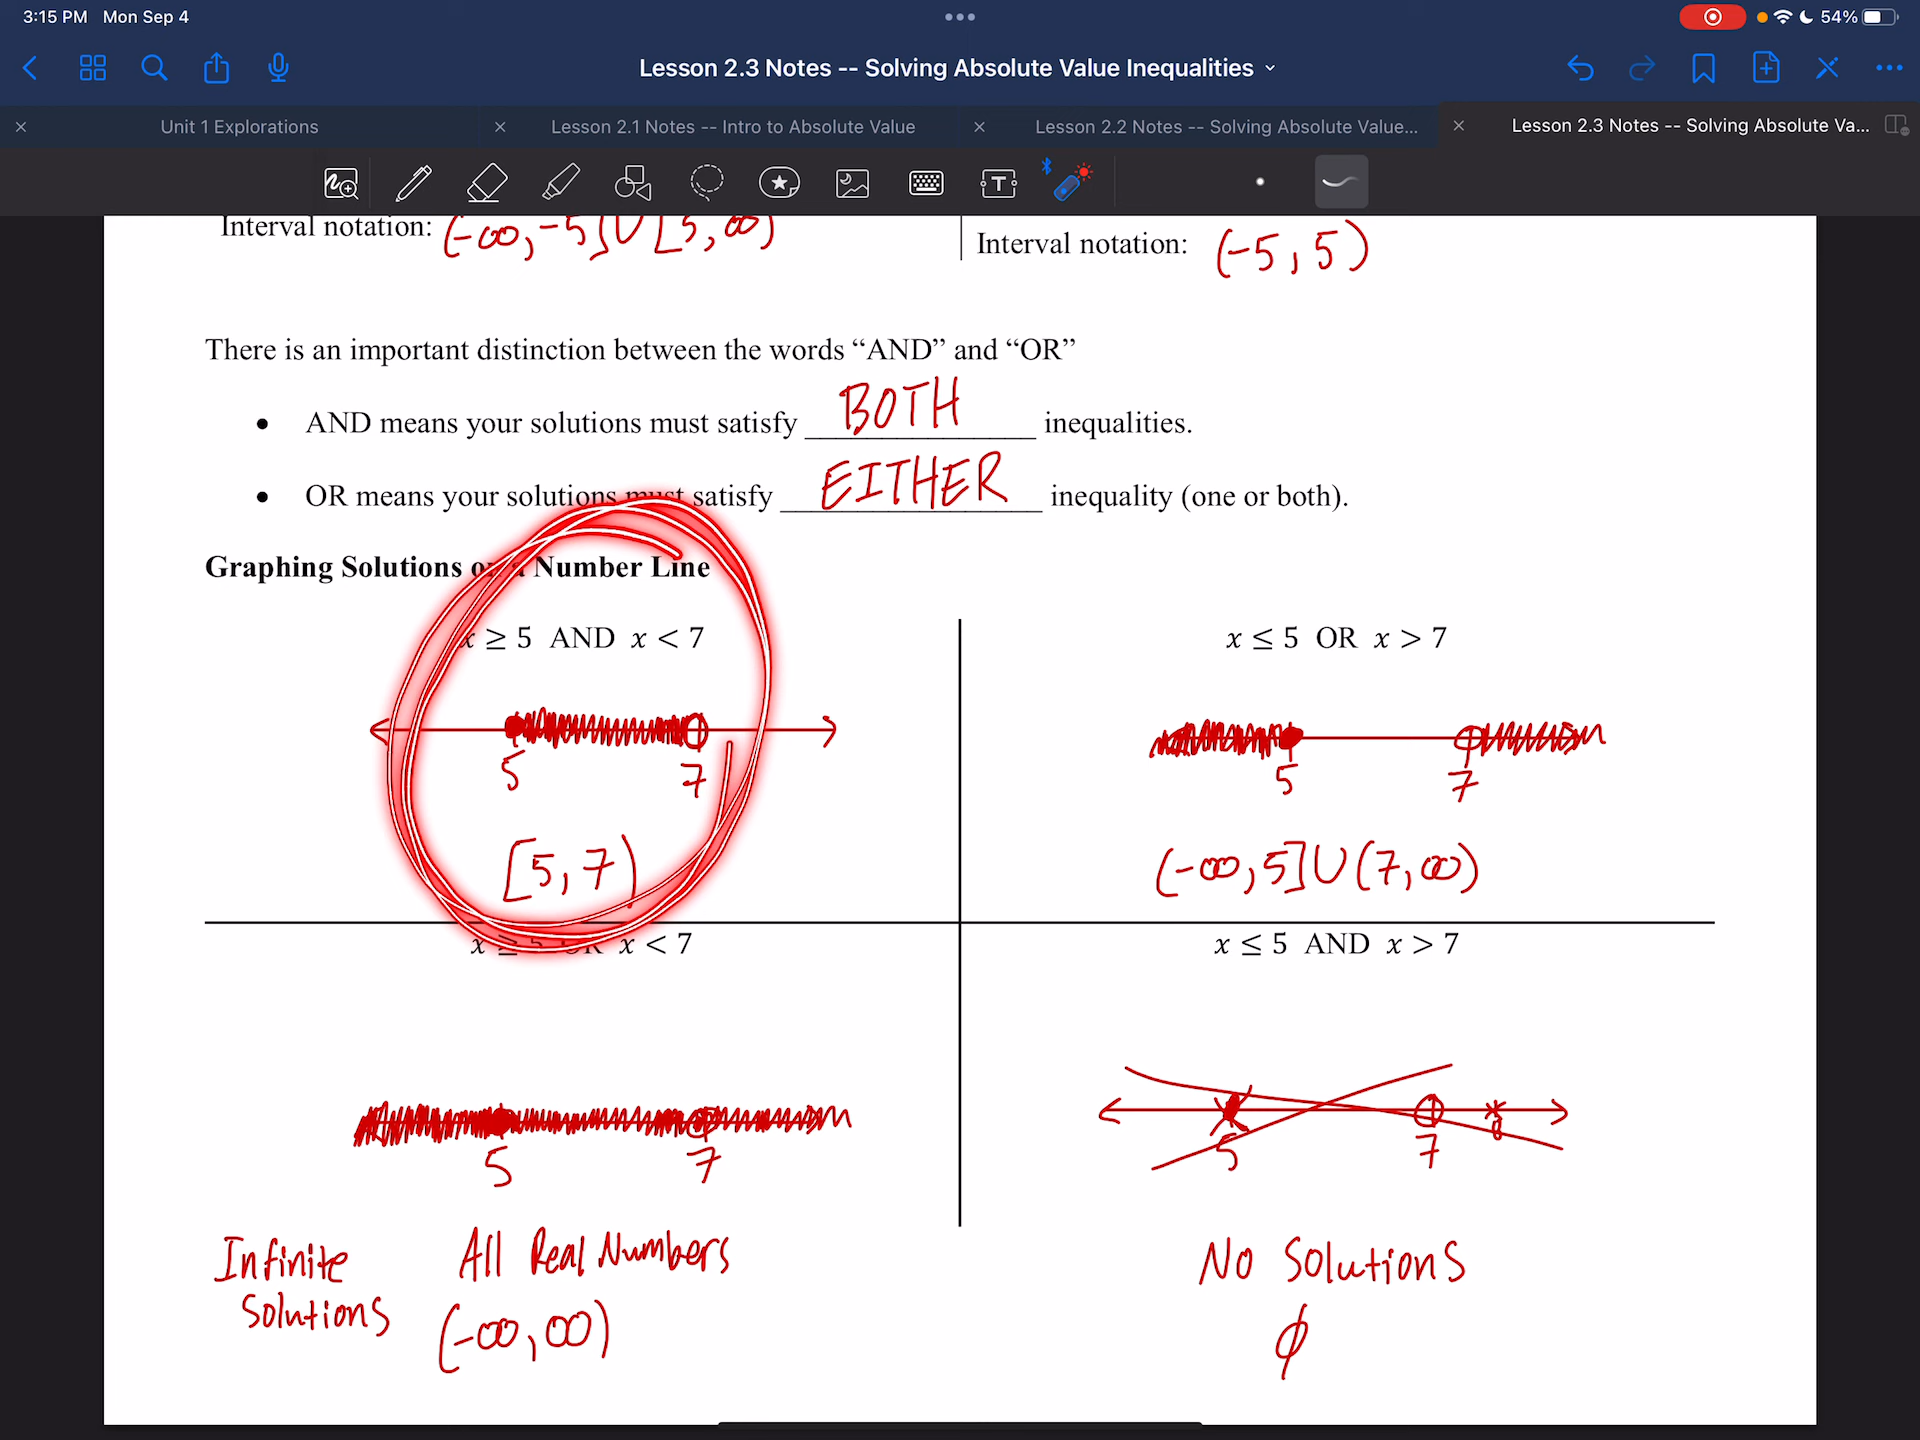 3:15 PM Mon Sep 4
54%
Lesson 2.3 Notes -- Solving Absolute Value Inequalities
Unit 1 Explorations
Lesson 2.1 Notes -- Intro to Absolute Value
Lesson 2.2 Notes -- Solving Absolute Value...
Lesson 2.3 Notes -- Solving Absolute Va...
Interval notation: (-∞, -5] ∪ [5, ∞)
Interval notation: (-5, 5)
There is an important distinction between the words “AND” and “OR”
• AND means your solutions must satisfy BOTH inequalities.
• OR means your solutions must satisfy EITHER inequality (one or both).
Graphing Solutions on a Number Line
x ≥ 5 AND x < 7
5 7
[5, 7)
x ≤ 5 OR x > 7
5 7
(-∞, 5] ∪ (7, ∞)
x ≥ 5 OR x < 7
5 7
Infinite Solutions
All Real Numbers
(-∞, ∞)
x ≤ 5 AND x > 7
5 7 8
No Solutions
∅